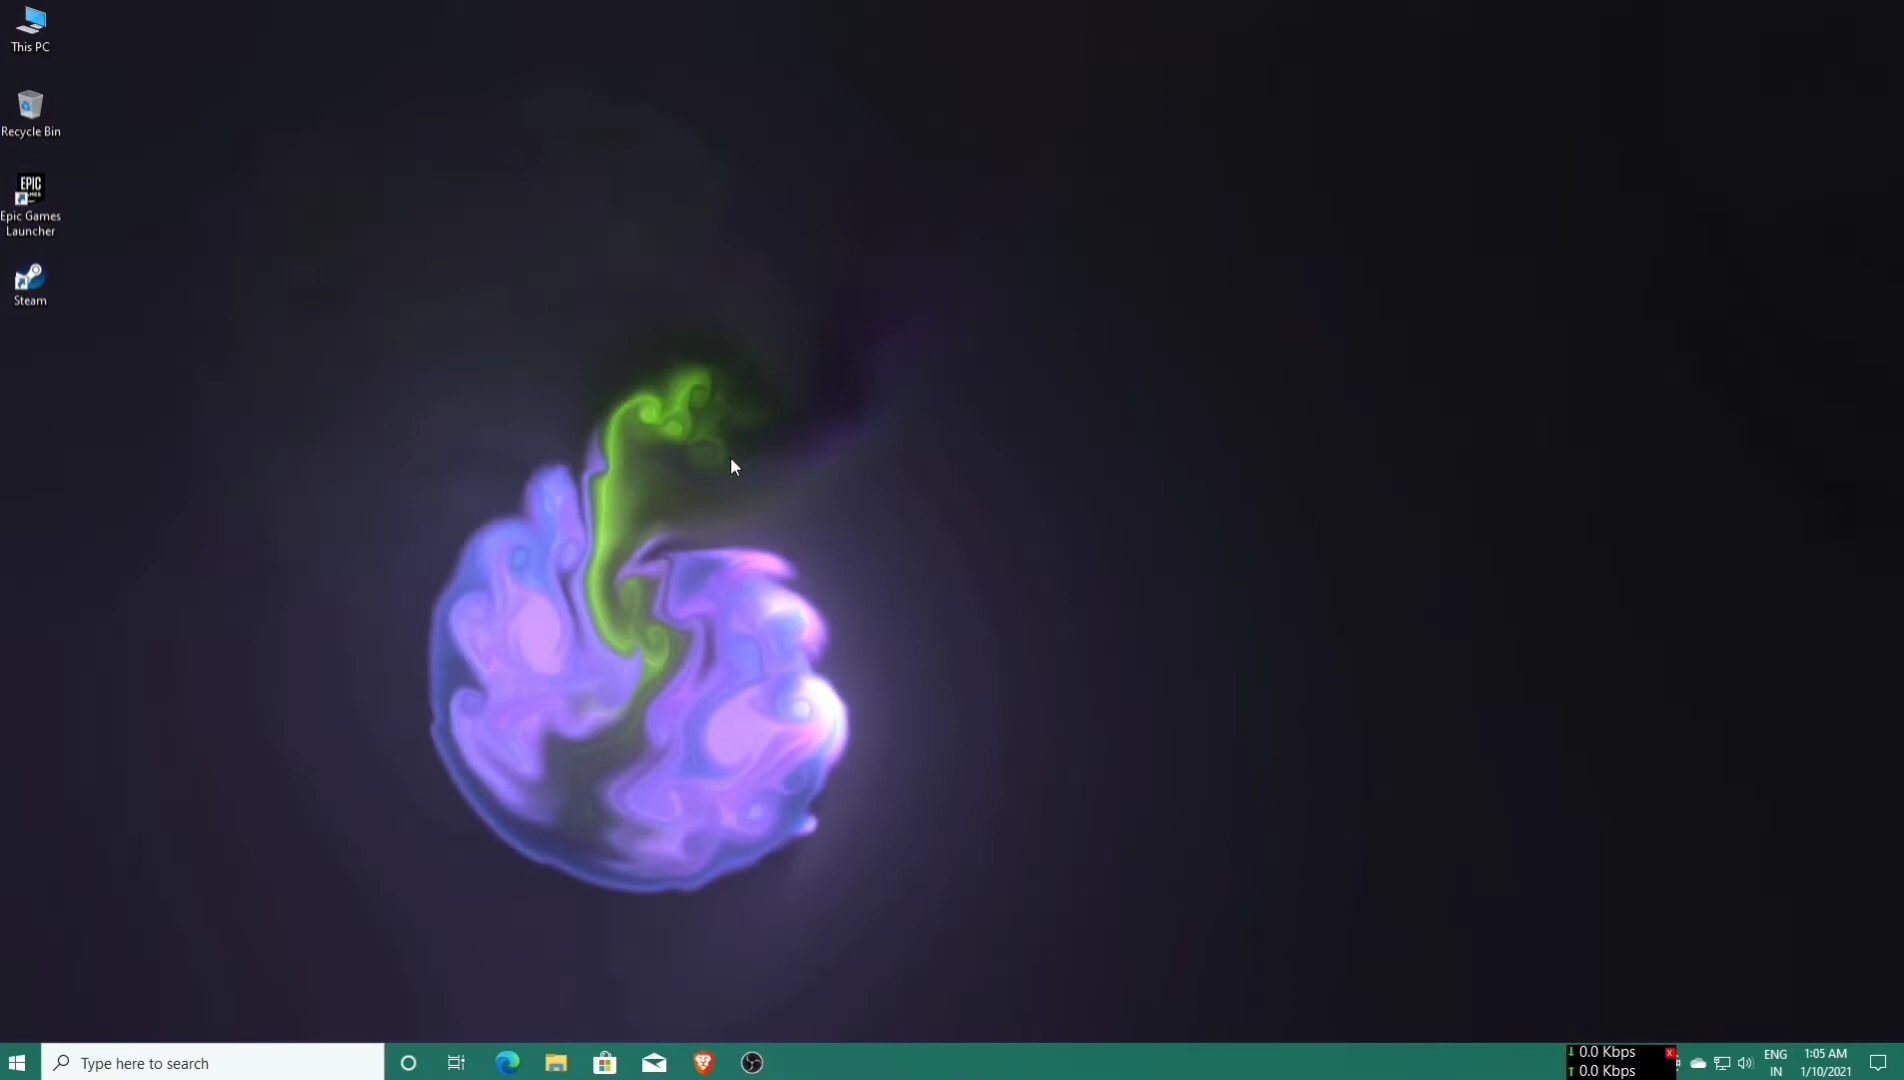 This PC
Recycle Bin
EPIC
Epic Games
Launcher
Steam
Type here to search
↓ 0.0 Kbps
↑ 0.0 Kbps
x
ENG
IN
1:05 AM
1/10/2021